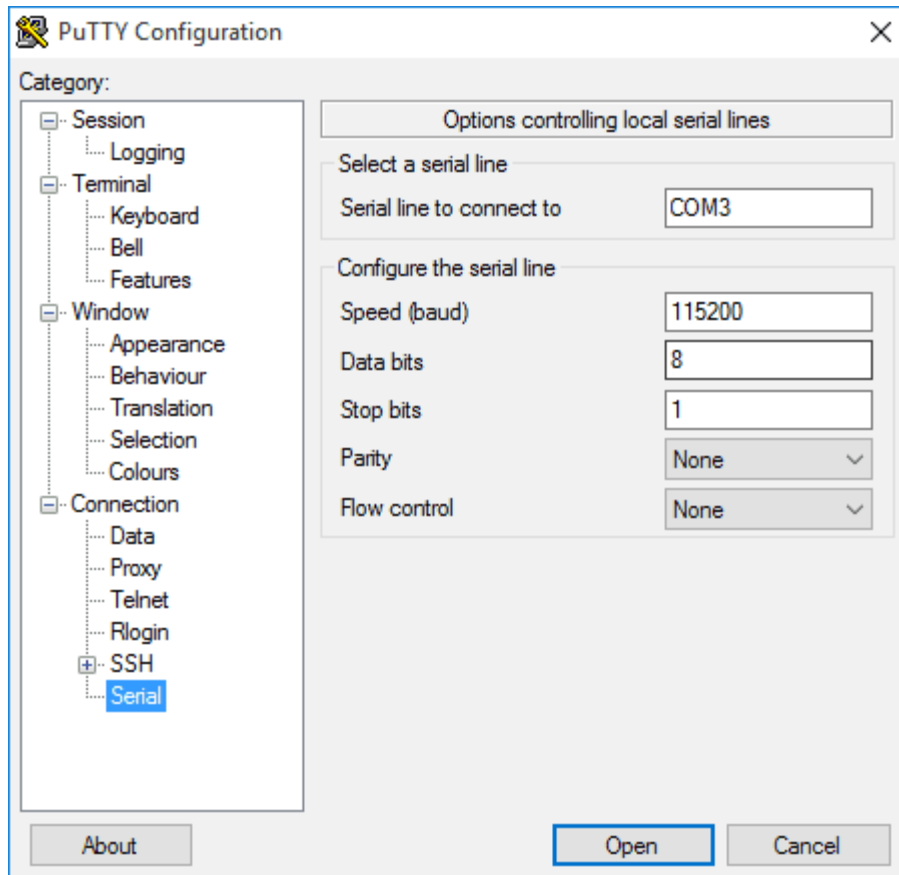 PuTTY Configuration
Category:
Session
Logging
Terminal
Keyboard
Bell
Features
Window
Appearance
Behaviour
Translation
Selection
Colours
Connection
Data
Proxy
Telnet
Rlogin
SSH
Serial
Options controlling local serial lines
Select a serial line
Serial line to connect to COM3
Configure the serial line
Speed (baud) 115200
Data bits 8
Stop bits 1
Parity None
Flow control None
About
Open
Cancel